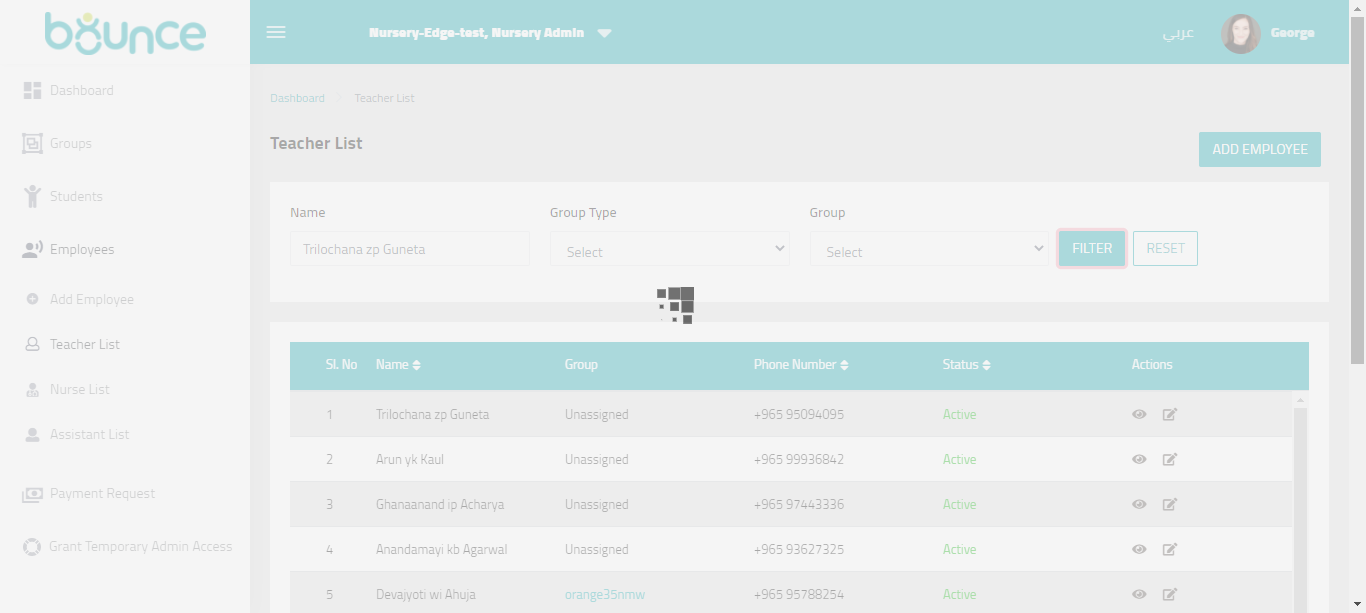 bounce
Nursery-Edge-test, Nursery Admin
عربي
George
Dashboard
Groups
Students
Employees
Add Employee
Teacher List
Nurse List
Assistant List
Payment Request
Grant Temporary Admin Access
Dashboard Teacher List
Teacher List
ADD EMPLOYEE
Name Group Type Group
Trilochana zp Guneta Select Select FILTER RESET
Sl. No Name Group Phone Number Status Actions
1 Trilochana zp Guneta Unassigned +965 95094095 Active
2 Arun yk Kaul Unassigned +965 99936842 Active
3 Ghanaanand ip Acharya Unassigned +965 97443336 Active
4 Anandamayi kb Agarwal Unassigned +965 93627325 Active
5 Devajyoti wi Ahuja orange35nmw +965 95788254 Active